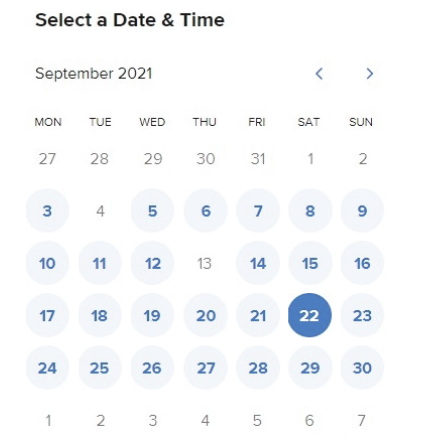 Select a Date & Time
September 2021
MON TUE WED THU FRI SAT SUN
27 28 29 30 31 1 2
3 4 5 6 7 8 9
10 11 12 13 14 15 16
17 18 19 20 21 22 23
24 25 26 27 28 29 30
1 2 3 4 5 6 7